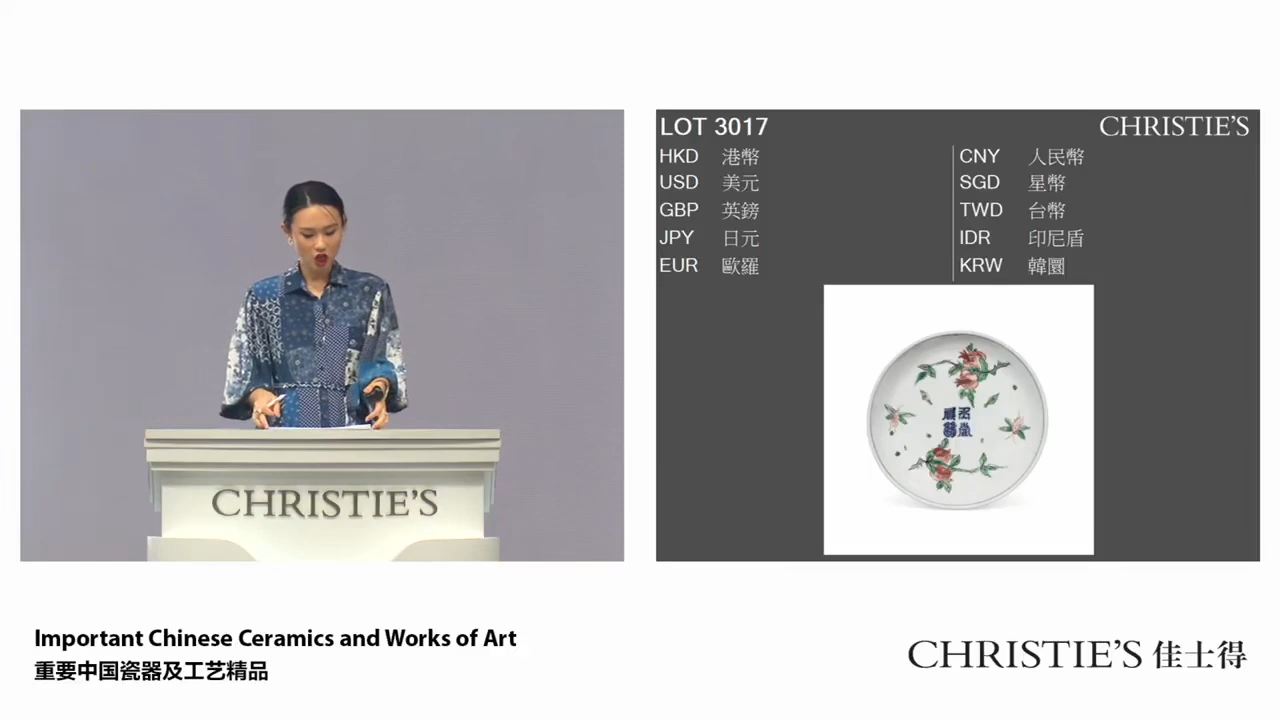 CHRISTIE'S
LOT 3017
CHRISTIE'S
HKD 港幣
USD 美元
GBP 英鎊
JPY 日元
EUR 歐羅
CNY 人民幣
SGD 星幣
TWD 台幣
IDR 印尼盾
KRW 韓圜
Important Chinese Ceramics and Works of Art
重要中国瓷器及工艺精品
CHRISTIE'S 佳士得